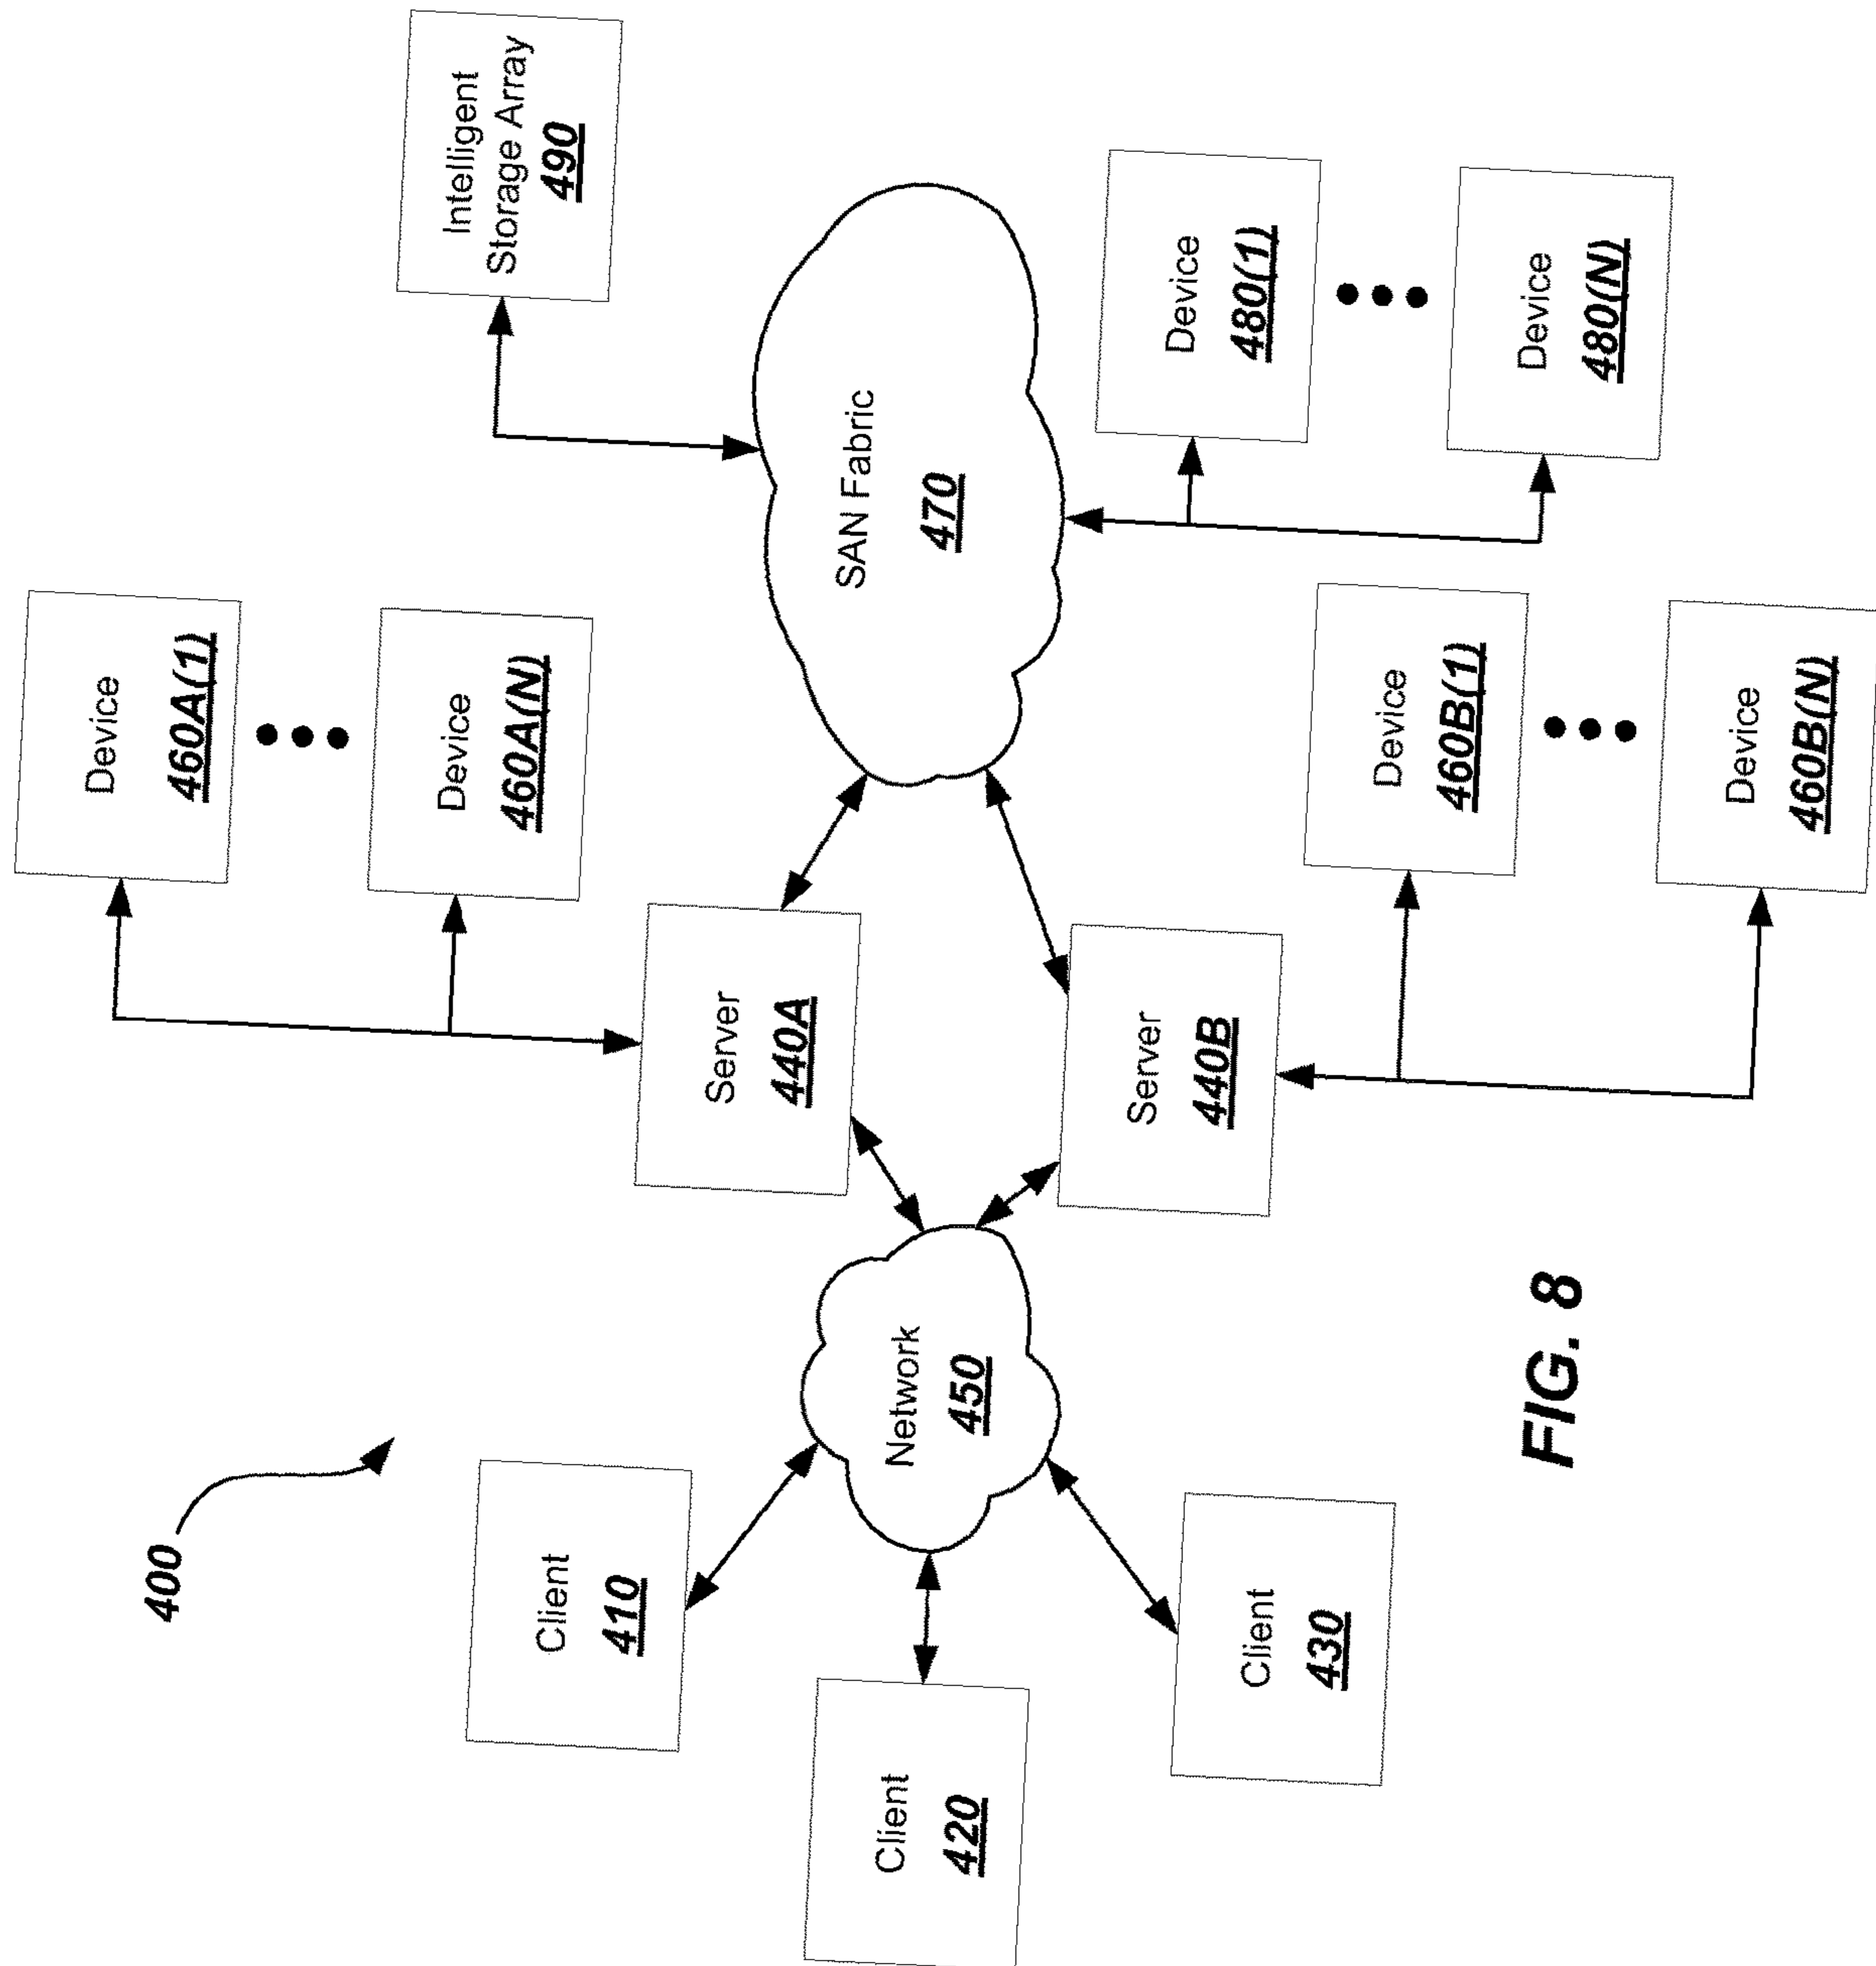 400
Client
410
Client
420
Client
430
Network
450
Server
440A
Server
440B
Device
460A(1)
Device
460A(N)
Device
460B(1)
Device
460B(N)
SAN Fabric
470
Device
480(1)
Device
480(N)
Intelligent
Storage Array
490
FIG. 8